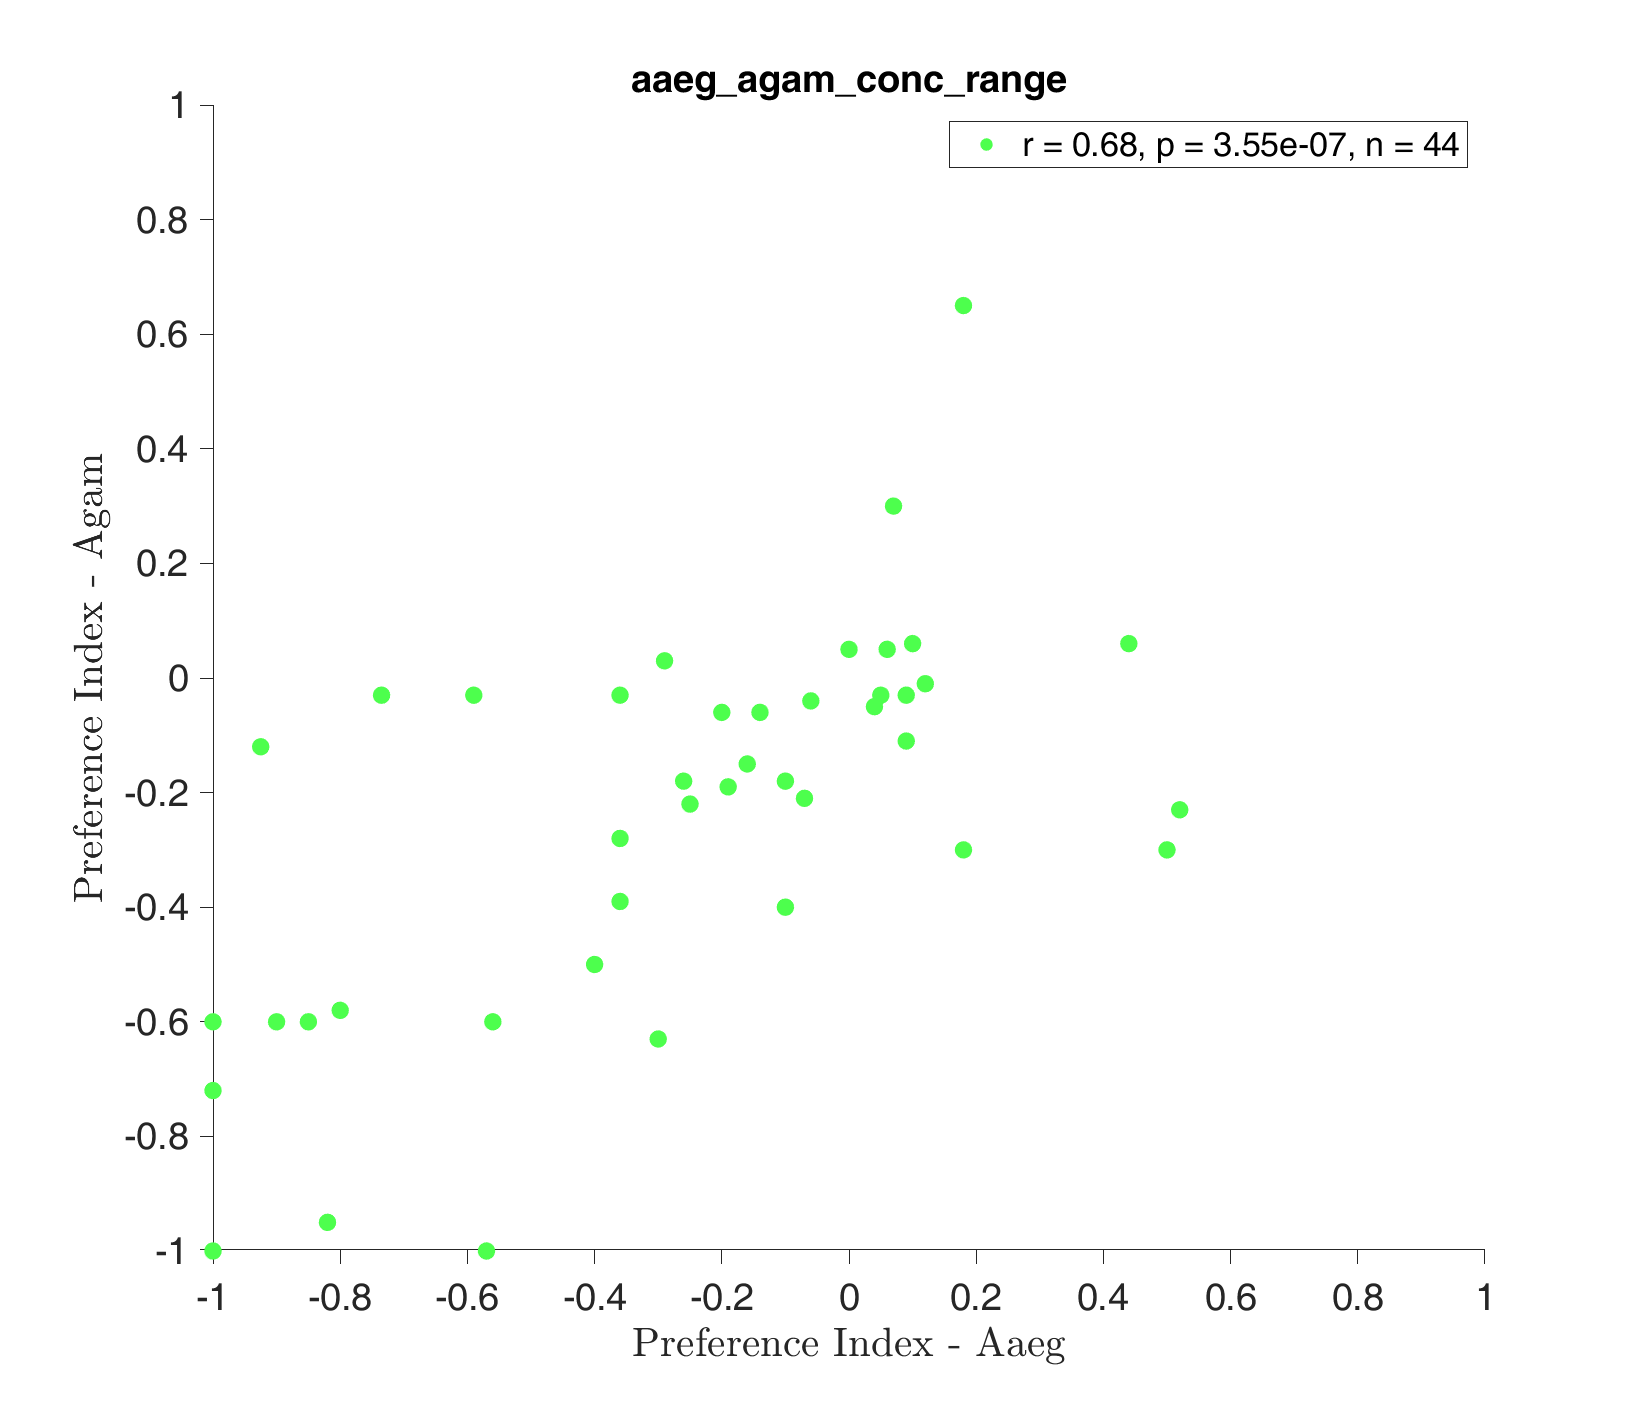 aaeg_agam_conc_range
r = 0.68, p = 3.55e-07, n = 44
1
0.8
0.6
0.4
0.2
0
-0.2
-0.4
-0.6
-0.8
-1
Preference Index - Agam
-1 -0.8 -0.6 -0.4 -0.2 0 0.2 0.4 0.6 0.8 1
Preference Index - Aaeg